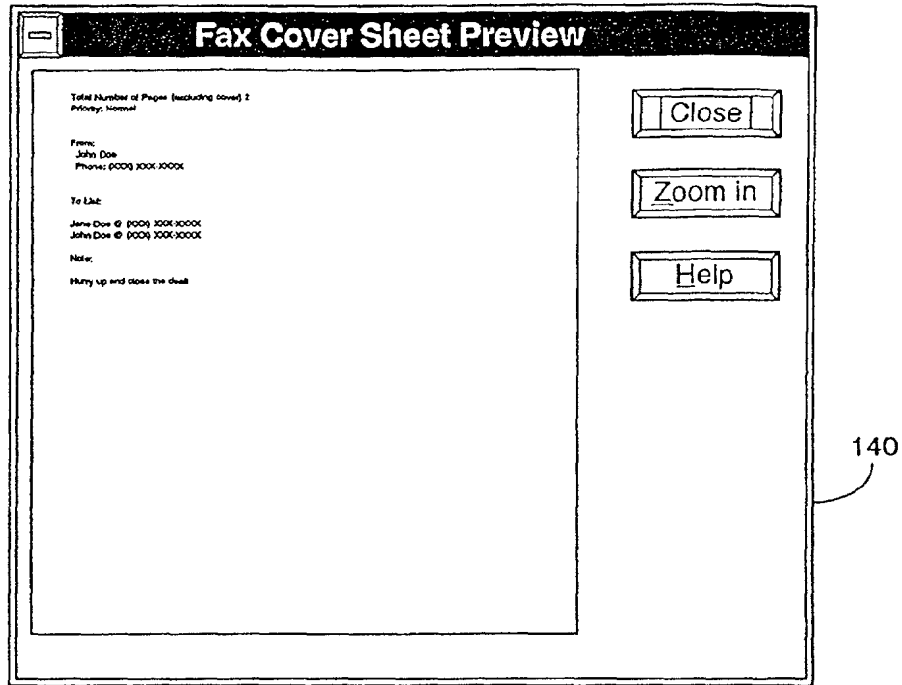 Fax Cover Sheet Preview
Total Number of Pages (excluding cover) 2
Priority: Normal
From:
John Doe
Phone: (XXX) XXX-XXXX
To List:
Jane Doe @ (XXX) XXX-XXXX
John Doe @ (XXX) XXX-XXXX
Note:
Hurry up and close the deal!
Close
Zoom in
Help
140